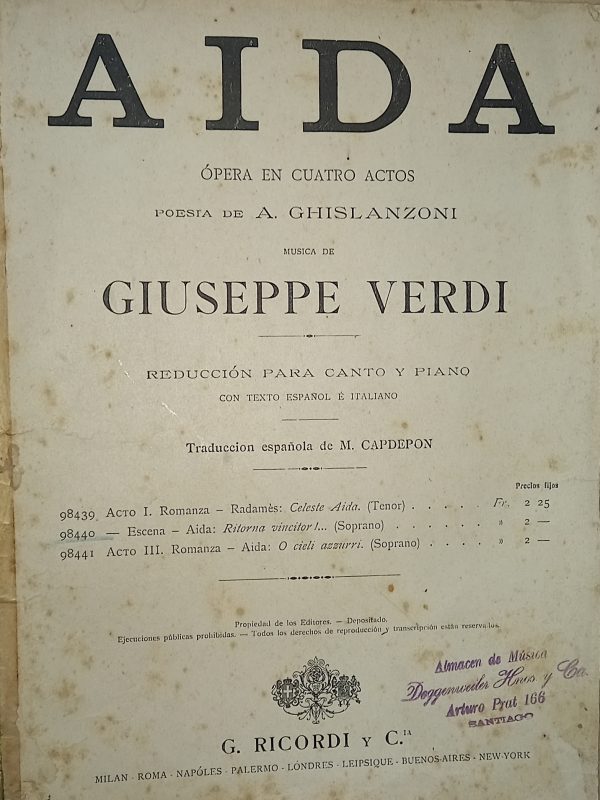 AIDA
ÓPERA EN CUATRO ACTOS
POESÍA DE A. GHISLANZONI
MUSICA DE
GIUSEPPE VERDI
REDUCCIÓN PARA CANTO Y PIANO
CON TEXTO ESPAÑOL É ITALIANO
Traduccion española de M. CAPDEPON
Precios fijos
98439 ACTO I. Romanza – Radamès: Celeste Aida. (Tenor) . . . . . Fr. 2 25
98440 — Escena – Aida: Ritorna vincitor!... (Soprano) . . . . . . » 2 —
98441 ACTO III. Romanza – Aida: O cieli azzurri. (Soprano) . . . . » 2 —
Propiedad de los Editores. — Depositado.
Ejecuciones públicas prohibidas. — Todos los derechos de reproducción y transcripción están reservados.
Almacen de Música
Deggenweiler Hnos y Ca.
Arturo Prat 166
SANTIAGO
G. RICORDI Y C.IA
MILAN - ROMA - NAPÓLES - PALERMO - LÓNDRES - LEIPSIQUE - BUENOS-AIRES - NEW-YORK